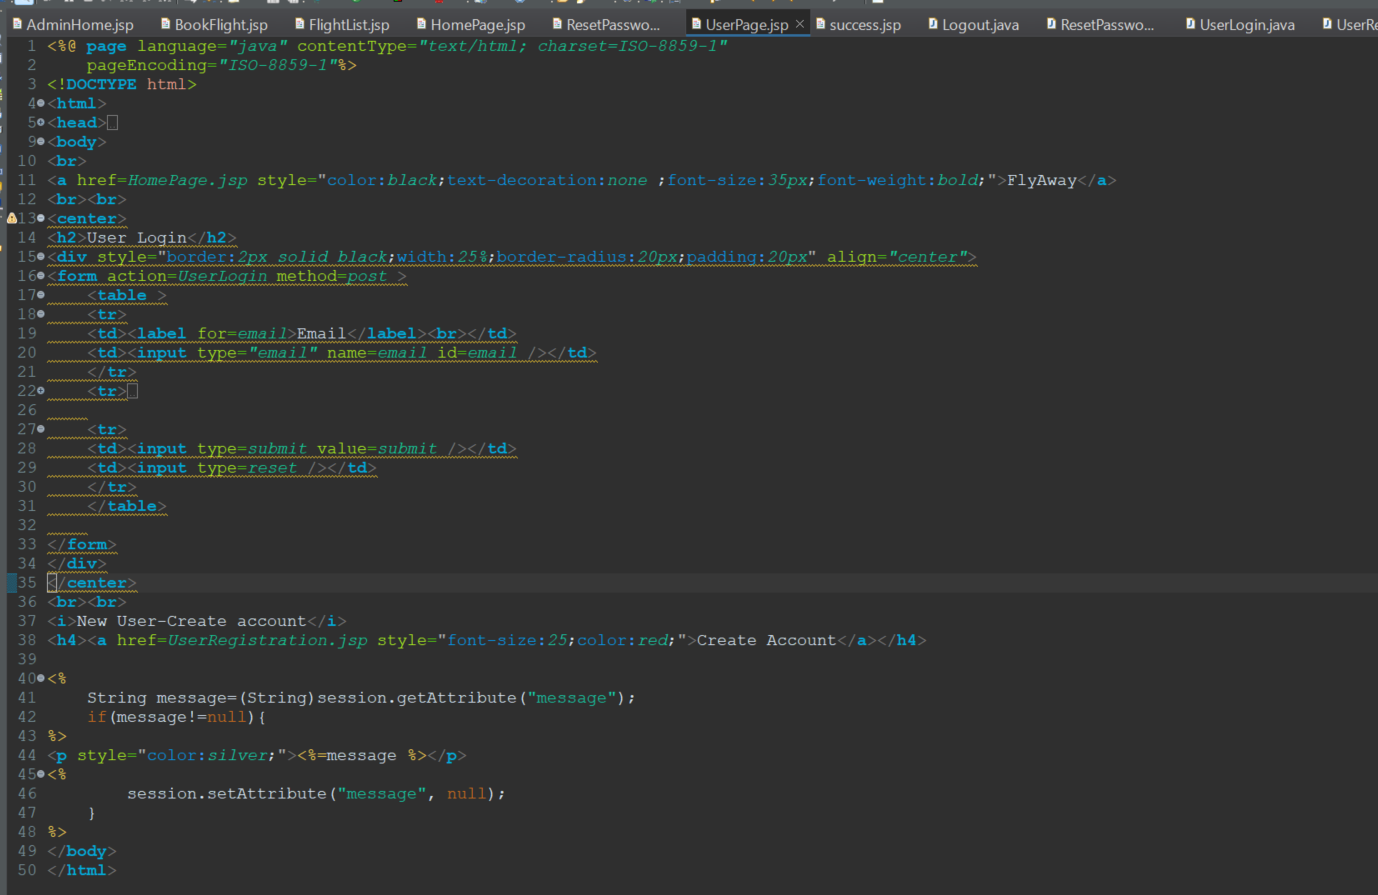 AdminHome.jsp BookFlight.jsp FlightList.jsp HomePage.jsp ResetPasswo... UserPage.jsp success.jsp Logout.java ResetPasswo... UserLogin.java UserRe
1 <%@ page language="java" contentType="text/html; charset=ISO-8859-1"
2     pageEncoding="ISO-8859-1"%>
3 <!DOCTYPE html>
4 <html>
5 <head>
9 <body>
10 <br>
11 <a href=HomePage.jsp style="color:black;text-decoration:none ;font-size:35px;font-weight:bold;">FlyAway</a>
12 <br><br>
13 <center>
14 <h2>User Login</h2>
15 <div style="border:2px solid black;width:25%;border-radius:20px;padding:20px" align="center">
16 <form action=UserLogin method=post >
17     <table >
18     <tr>
19     <td><label for=email>Email</label><br></td>
20     <td><input type="email" name=email id=email /></td>
21     </tr>
22     <tr>
26
27     <tr>
28     <td><input type=submit value=submit /></td>
29     <td><input type=reset /></td>
30     </tr>
31     </table>
32
33 </form>
34 </div>
35 </center>
36 <br><br>
37 <i>New User-Create account</i>
38 <h4><a href=UserRegistration.jsp style="font-size:25;color:red;">Create Account</a></h4>
39
40 <%
41     String message=(String)session.getAttribute("message");
42     if(message!=null){
43 %>
44 <p style="color:silver;"><%=message %></p>
45 <%
46         session.setAttribute("message", null);
47     }
48 %>
49 </body>
50 </html>